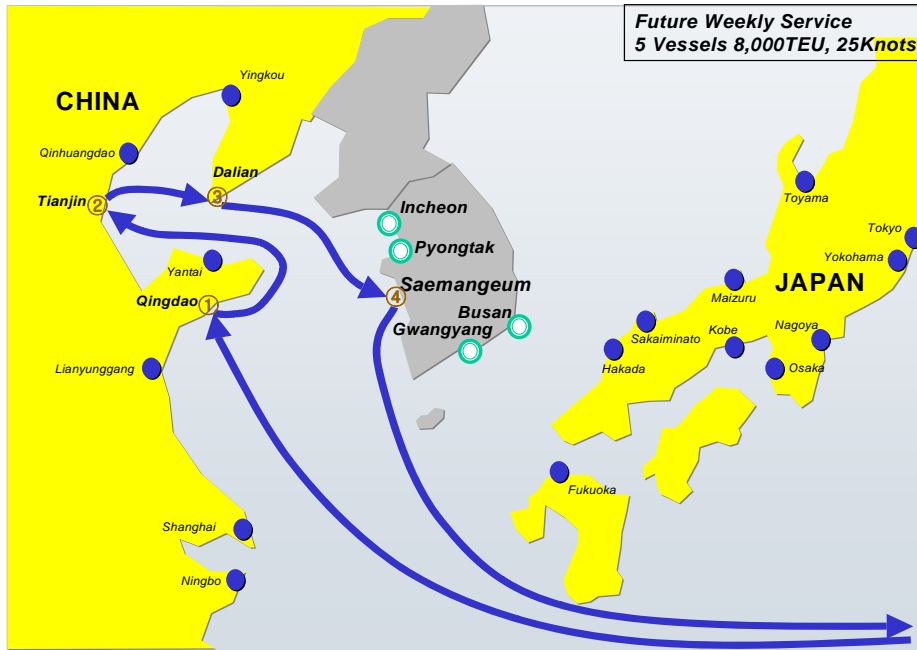 Future Weekly Service
5 Vessels 8,000TEU, 25Knots
Yingkou
CHINA
Qinhuangdao
Dalian
Tianjin
2
3
Incheon
Toyama
Pyongtak
Tokyo
Yokohama
Yantai
Saemangeum
JAPAN
Qingdao
1
4
Maizuru
Busan
Gwangyang
Sakaiminato
Kobe
Nagoya
Lianyunggang
Hakada
Osaka
Fukuoka
Shanghai
Ningbo